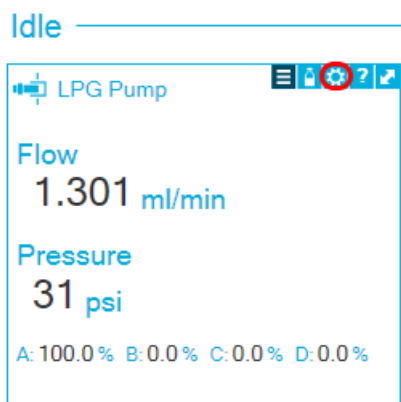 Idle
LPG Pump ?
Flow
1.301 ml/min
Pressure
31 psi
A: 100.0 % B: 0.0 % C: 0.0 % D: 0.0 %